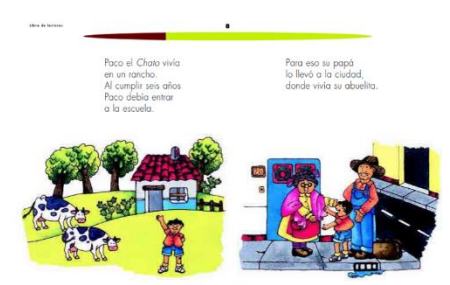 Libro de lecturas
8
Paco el Chato vivía
en un rancho.
Al cumplir seis años
Paco debía entrar
a la escuela.
Para eso su papá
lo llevó a la ciudad,
donde vivía su abuelita.